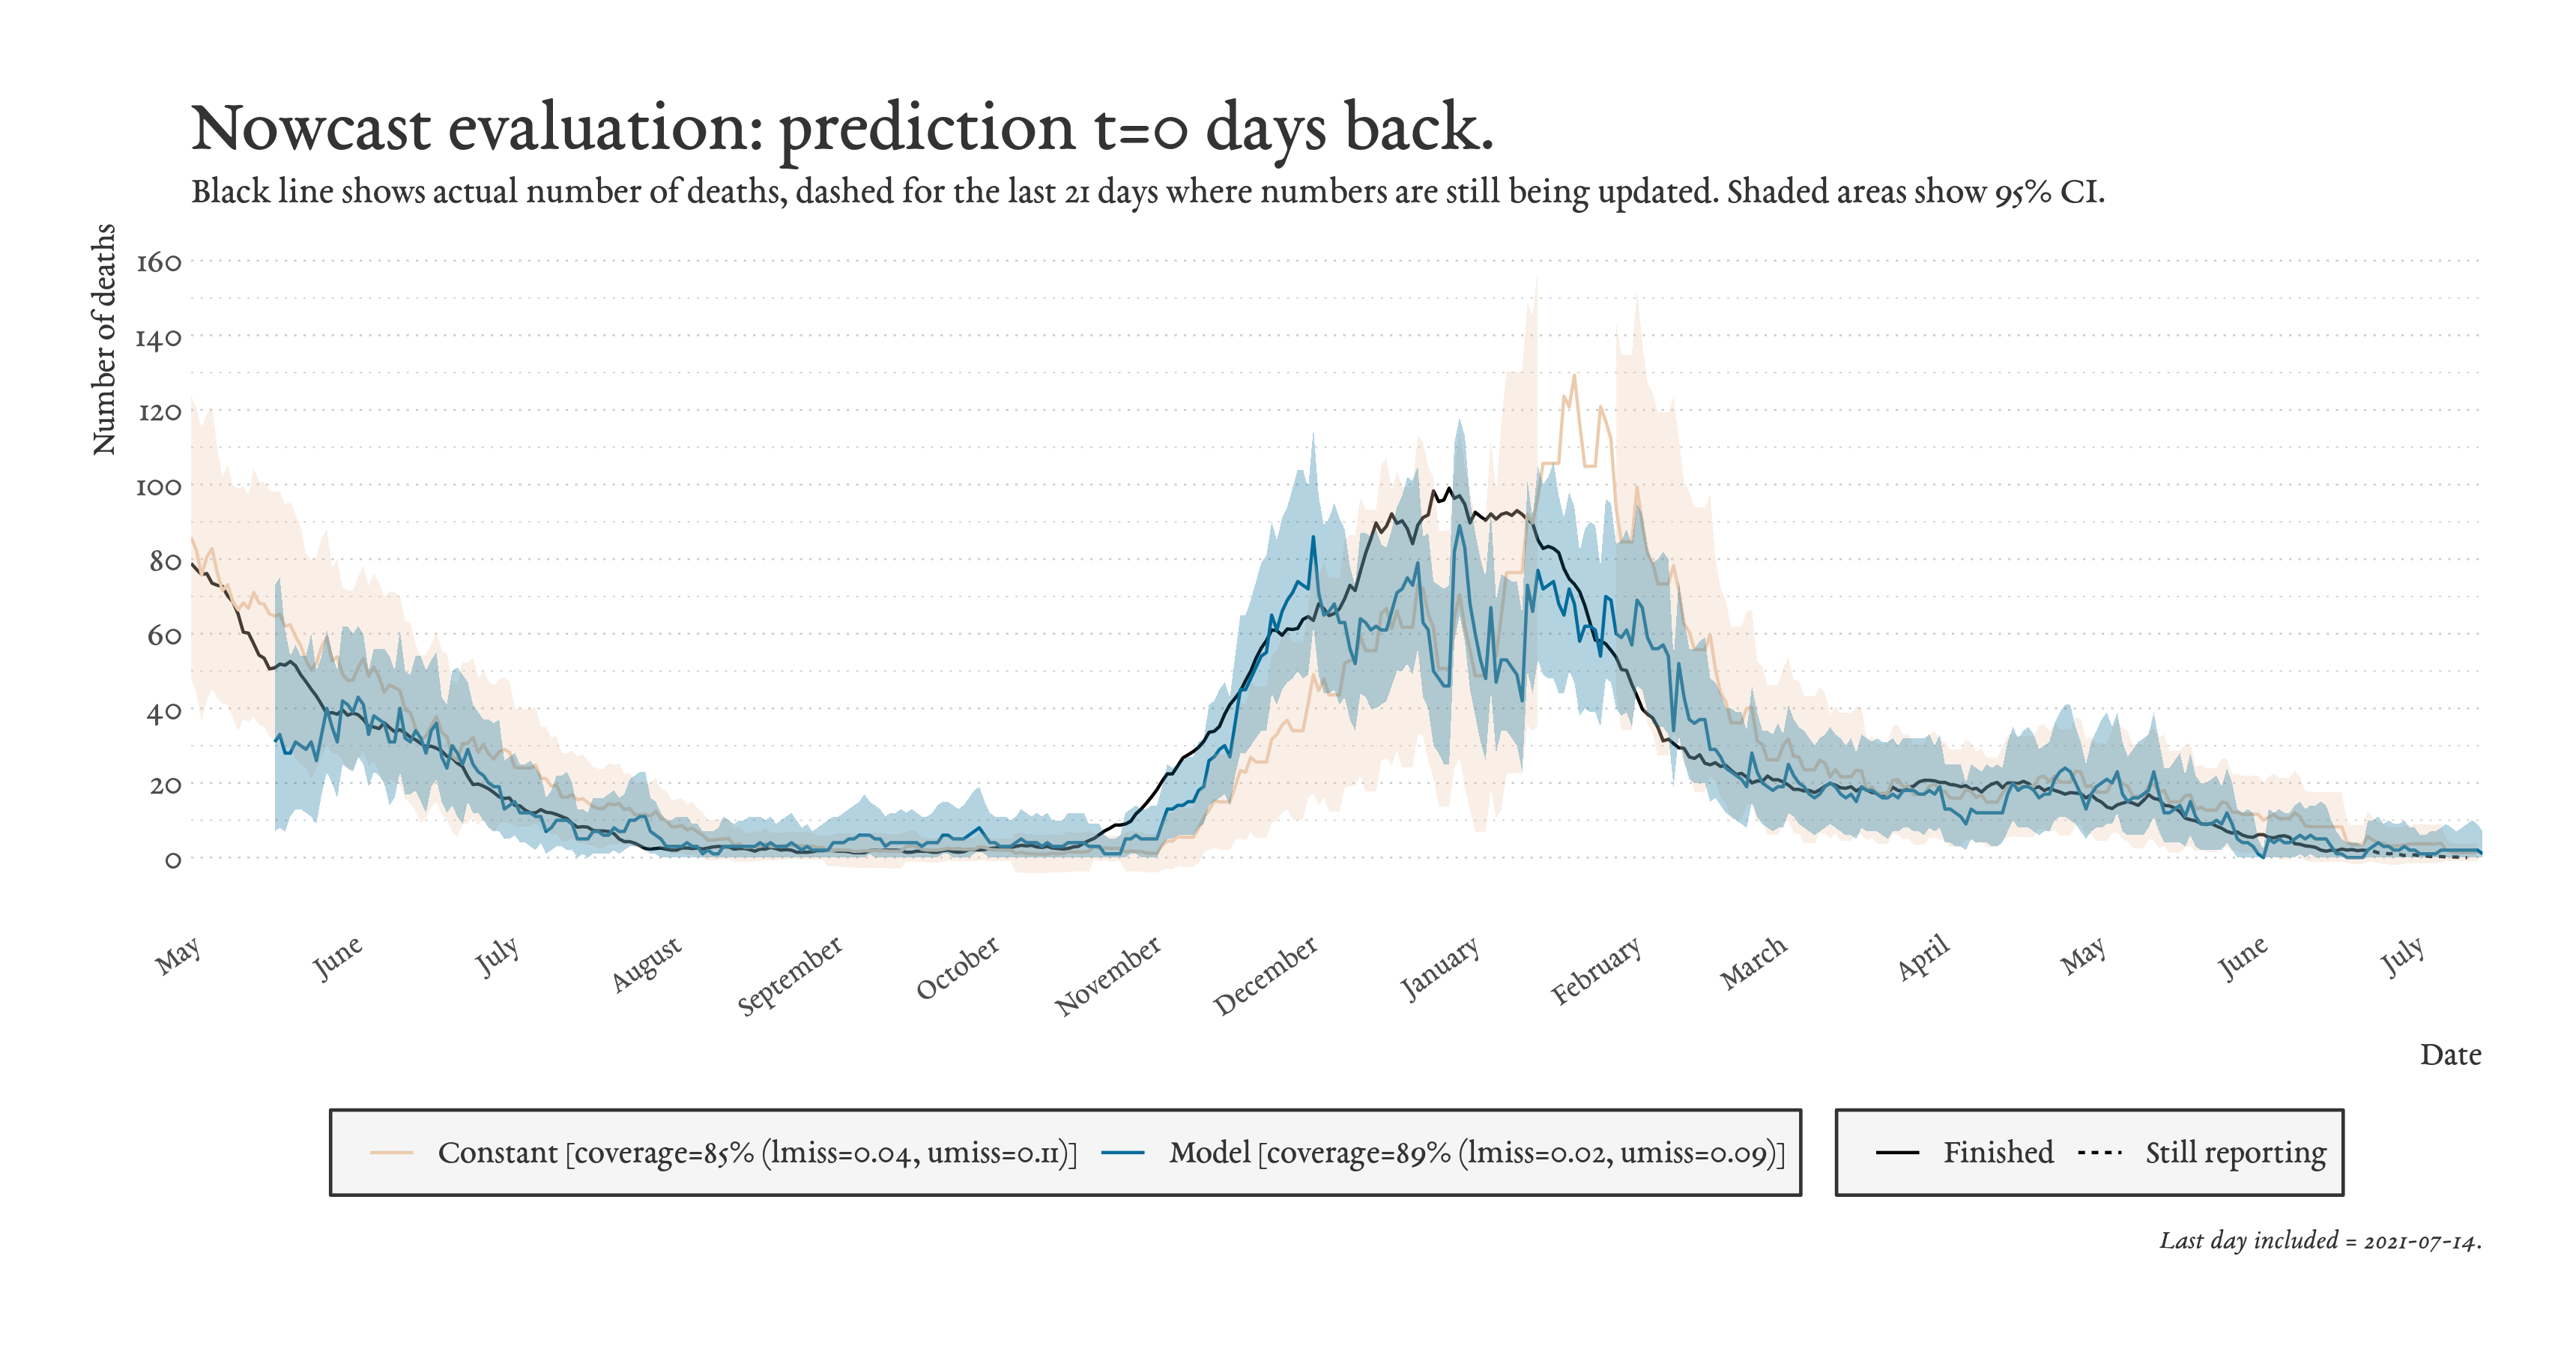 Nowcast evaluation: prediction t=0 days back.
Black line shows actual number of deaths, dashed for the last 21 days where numbers are still being updated. Shaded areas show 95% CI.
Number of deaths
160
140
120
100
80
60
40
20
0
May
June
July
August
September
October
November
December
January
February
March
April
May
June
July
Date
Constant [coverage=85% (lmiss=0.04, umiss=0.11)]
Model [coverage=89% (lmiss=0.02, umiss=0.09)]
Finished
Still reporting
Last day included = 2021-07-14.